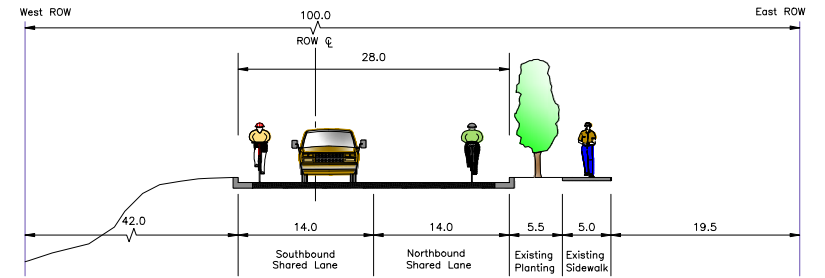 West ROW
East ROW
100.0
ROW ℄
28.0
42.0
14.0
14.0
5.5
5.0
19.5
Southbound
Shared Lane
Northbound
Shared Lane
Existing
Planting
Existing
Sidewalk